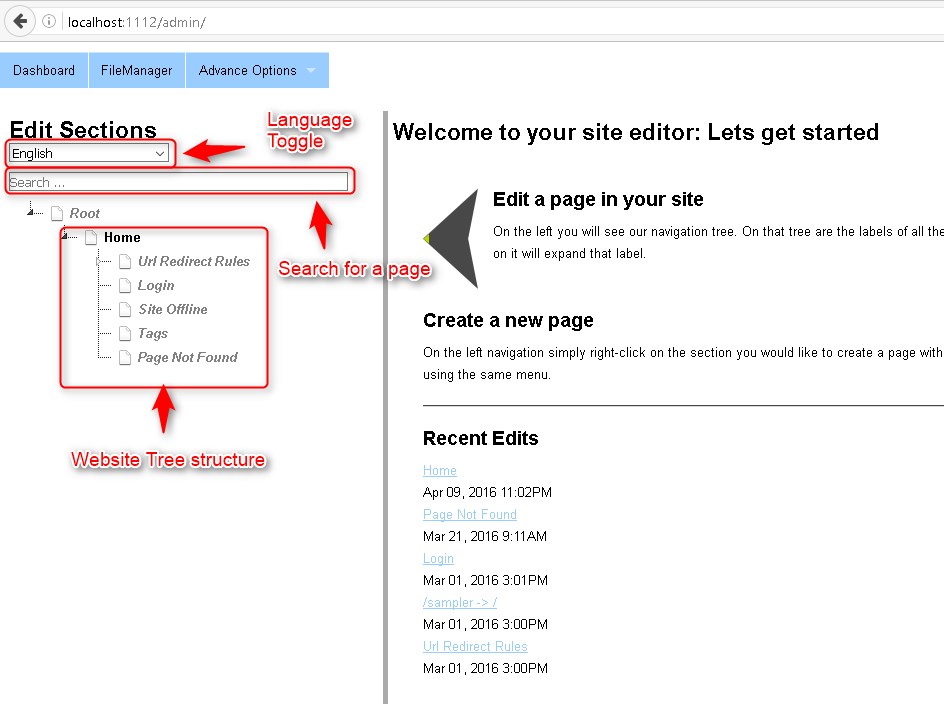 localhost:1112/admin/
Dashboard FileManager Advance Options
Edit Sections
English
Language
Toggle
Search ...
Root
Home
Url Redirect Rules
Login
Site Offline
Tags
Page Not Found
Search for a page
Website Tree structure
Welcome to your site editor: Lets get started
Edit a page in your site
On the left you will see our navigation tree. On that tree are the labels of all the
on it will expand that label.
Create a new page
On the left navigation simply right-click on the section you would like to create a page with
using the same menu.
Recent Edits
Home
Apr 09, 2016 11:02PM
Page Not Found
Mar 21, 2016 9:11AM
Login
Mar 01, 2016 3:01PM
/sampler -> /
Mar 01, 2016 3:00PM
Url Redirect Rules
Mar 01, 2016 3:00PM